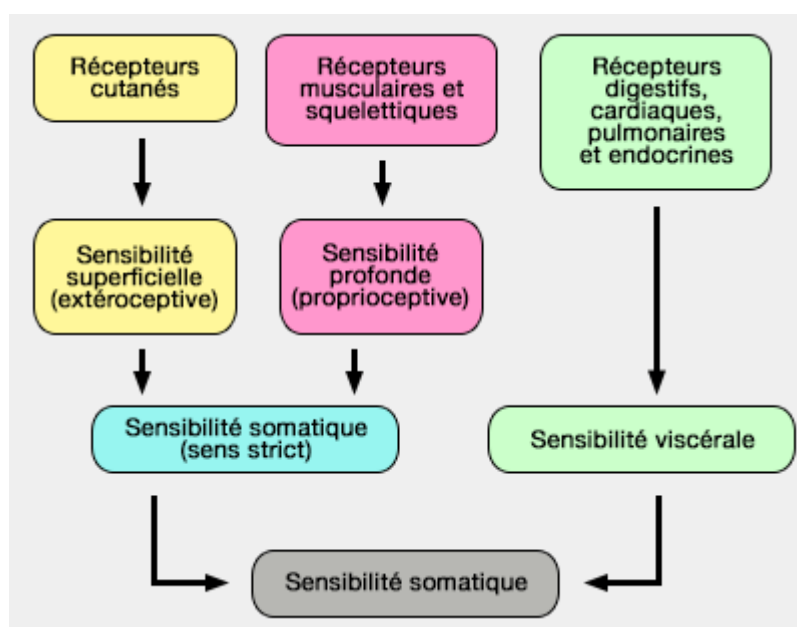 Récepteurs
cutanés
Récepteurs
musculaires et
squelettiques
Récepteurs
digestifs,
cardiaques,
pulmonaires
et endocrines
Sensibilité
superficielle
(extéroceptive)
Sensibilité
profonde
(proprioceptive)
Sensibilité somatique
(sens strict)
Sensibilité viscérale
Sensibilité somatique